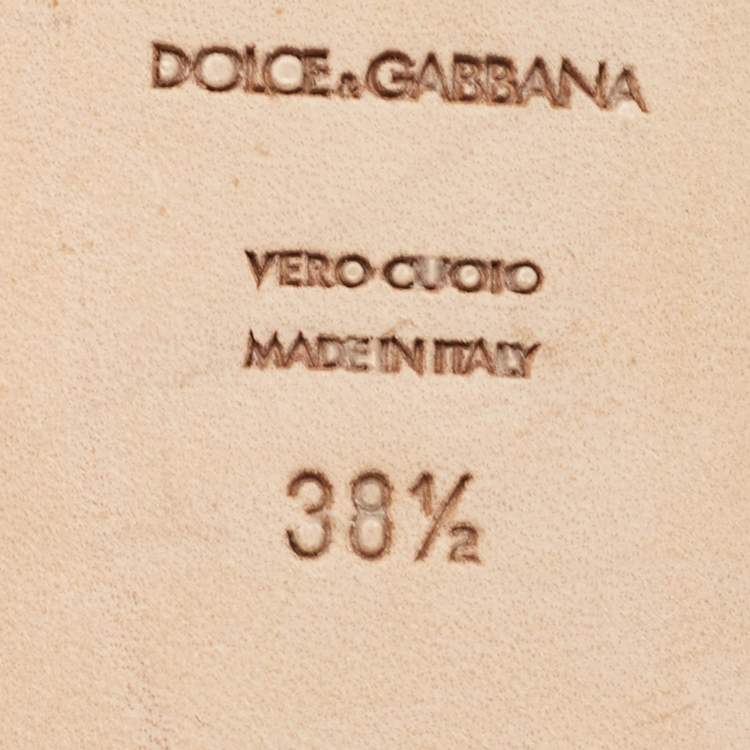 DOLCE&GABBANA
VERO CUOIO
MADE IN ITALY
38½